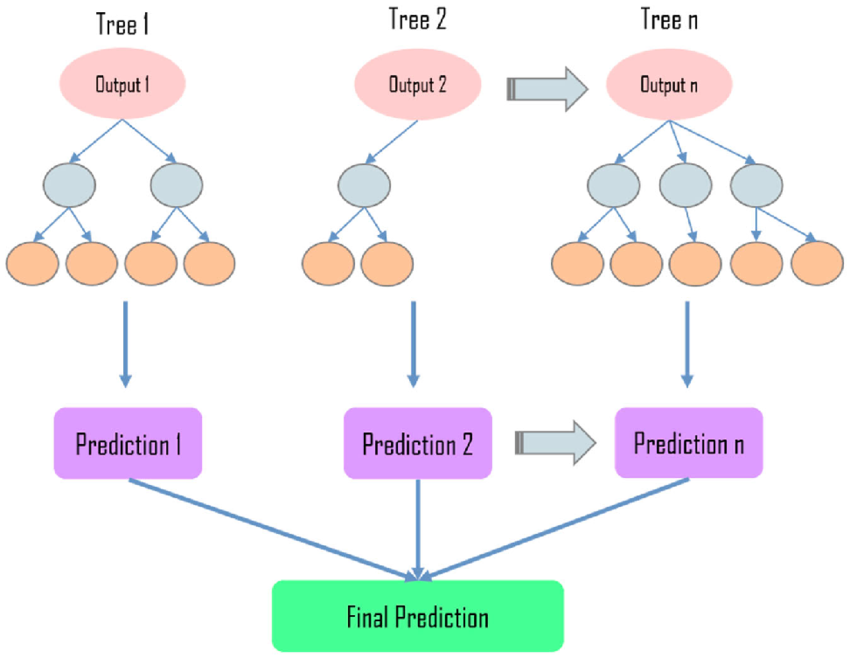 Tree 1
Tree 2
Tree n
Output 1
Output 2
Output n
Prediction 1
Prediction 2
Prediction n
Final Prediction